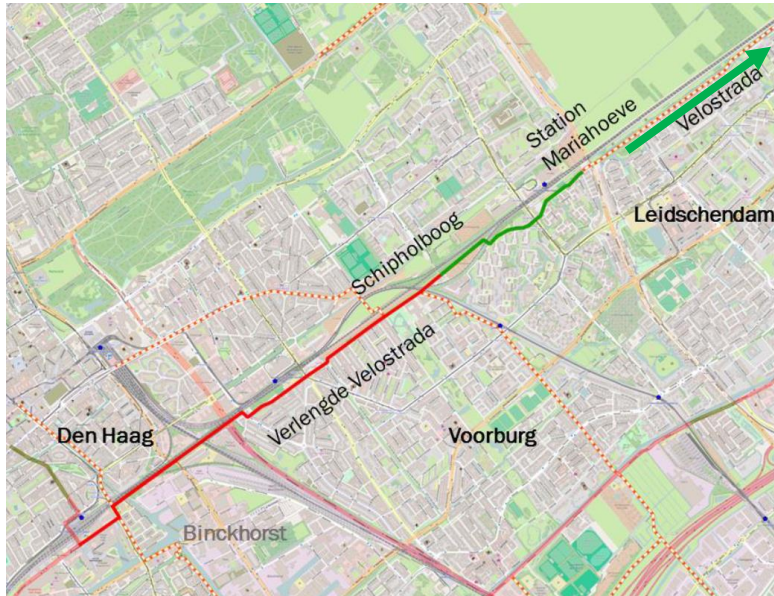 Velostrada
Station
Mariahoeve
Leidschendam
Schipholboog
Verlengde Velostrada
Den Haag
Voorburg
Binckhorst